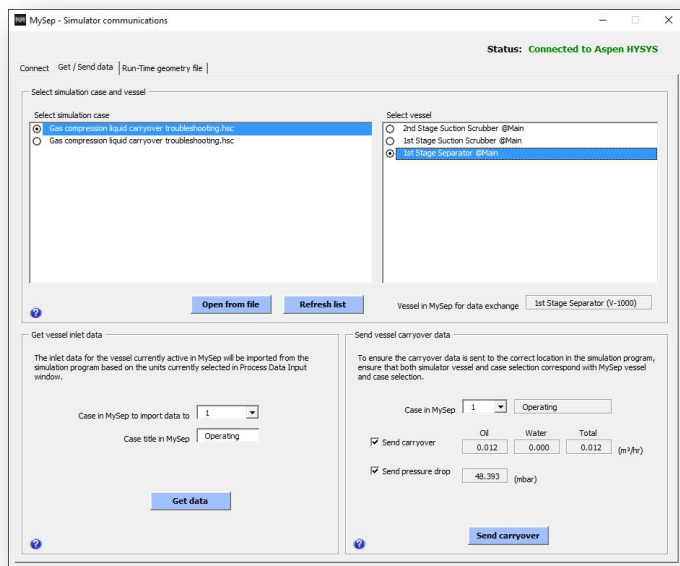 MySep - Simulator communications
Status: Connected to Aspen HYSYS
Connect
Get / Send data
Run-Time geometry file
Select simulation case and vessel
Select simulation case
Gas compression liquid carryover troubleshooting.hsc
Gas compression liquid carryover troubleshooting.hsc
Select vessel
2nd Stage Suction Scrubber @Main
1st Stage Suction Scrubber @Main
1st Stage Separator @Main
Open from file
Refresh list
Vessel in MySep for data exchange
1st Stage Separator (V-1000)
Get vessel inlet data
The inlet data for the vessel currently active in MySep will be imported from the
simulation program based on the units currently selected in Process Data Input
window.
Case in MySep to import data to
1
Case title in MySep
Operating
Get data
Send vessel carryover data
To ensure the carryover data is sent to the correct location in the simulation program,
ensure that both simulator vessel and case selection correspond with MySep vessel
and case selection.
Case in MySep
1
Operating
Oil
Water
Total
Send carryover
0.012
0.000
0.012
(m³/hr)
Send pressure drop
48.393
(mbar)
Send carryover